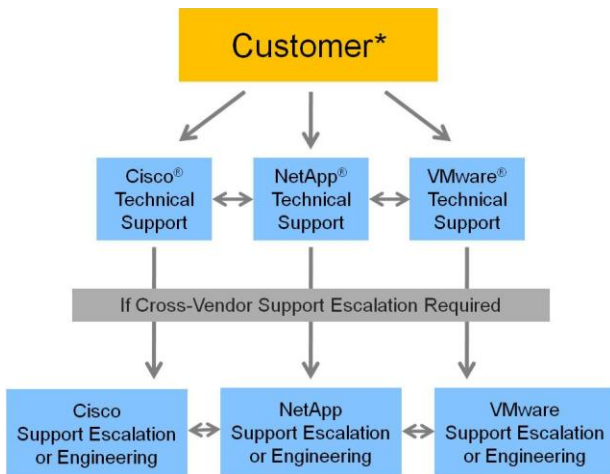 Customer*
Cisco®
Technical
Support
NetApp®
Technical
Support
VMware®
Technical
Support
If Cross-Vendor Support Escalation Required
Cisco
Support Escalation
or Engineering
NetApp
Support Escalation
or Engineering
VMware
Support Escalation
or Engineering